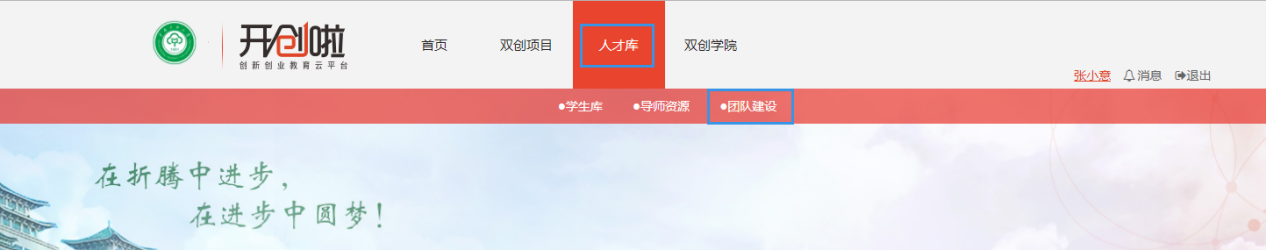 开创啦
创新创业教育云平台
首页 双创项目 人才库 双创学院
张小意 消息 退出
●学生库 ●导师资源 ●团队建设
在折腾中进步，
在进步中圆梦！